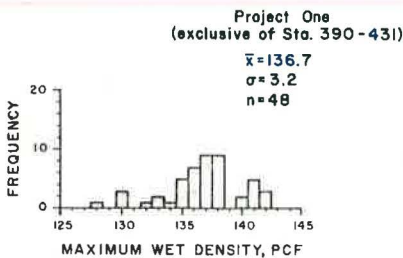 Project One
(exclusive of Sta. 390-431)
x̄=136.7
σ=3.2
n=48
20
10
0
FREQUENCY
125 130 135 140 145
MAXIMUM WET DENSITY, PCF